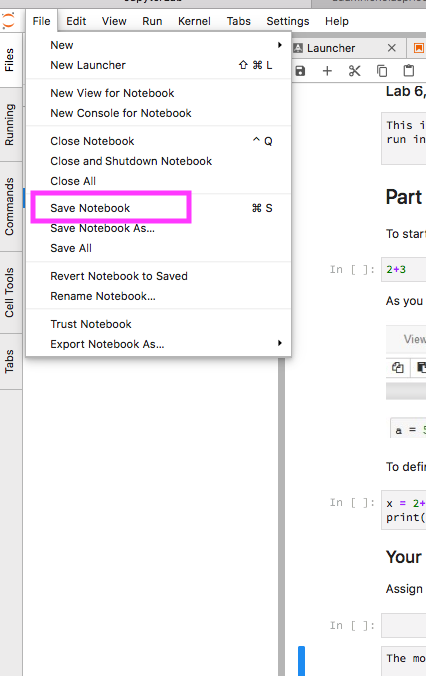 File Edit View Run Kernel Tabs Settings Help
Files
Running
Commands
Cell Tools
Tabs
New
New Launcher ⇧ ⌘ L
New View for Notebook
New Console for Notebook
Close Notebook ^ Q
Close and Shutdown Notebook
Close All
Save Notebook ⌘ S
Save Notebook As...
Save All
Revert Notebook to Saved
Rename Notebook...
Trust Notebook
Export Notebook As...
Launcher
Lab 6,
This i
run in
Part
To start
In [ ]: 2+3
As you
View
a = 5
To defin
In [ ]: x = 2+
print(
Your
Assign
In [ ]:
The mo